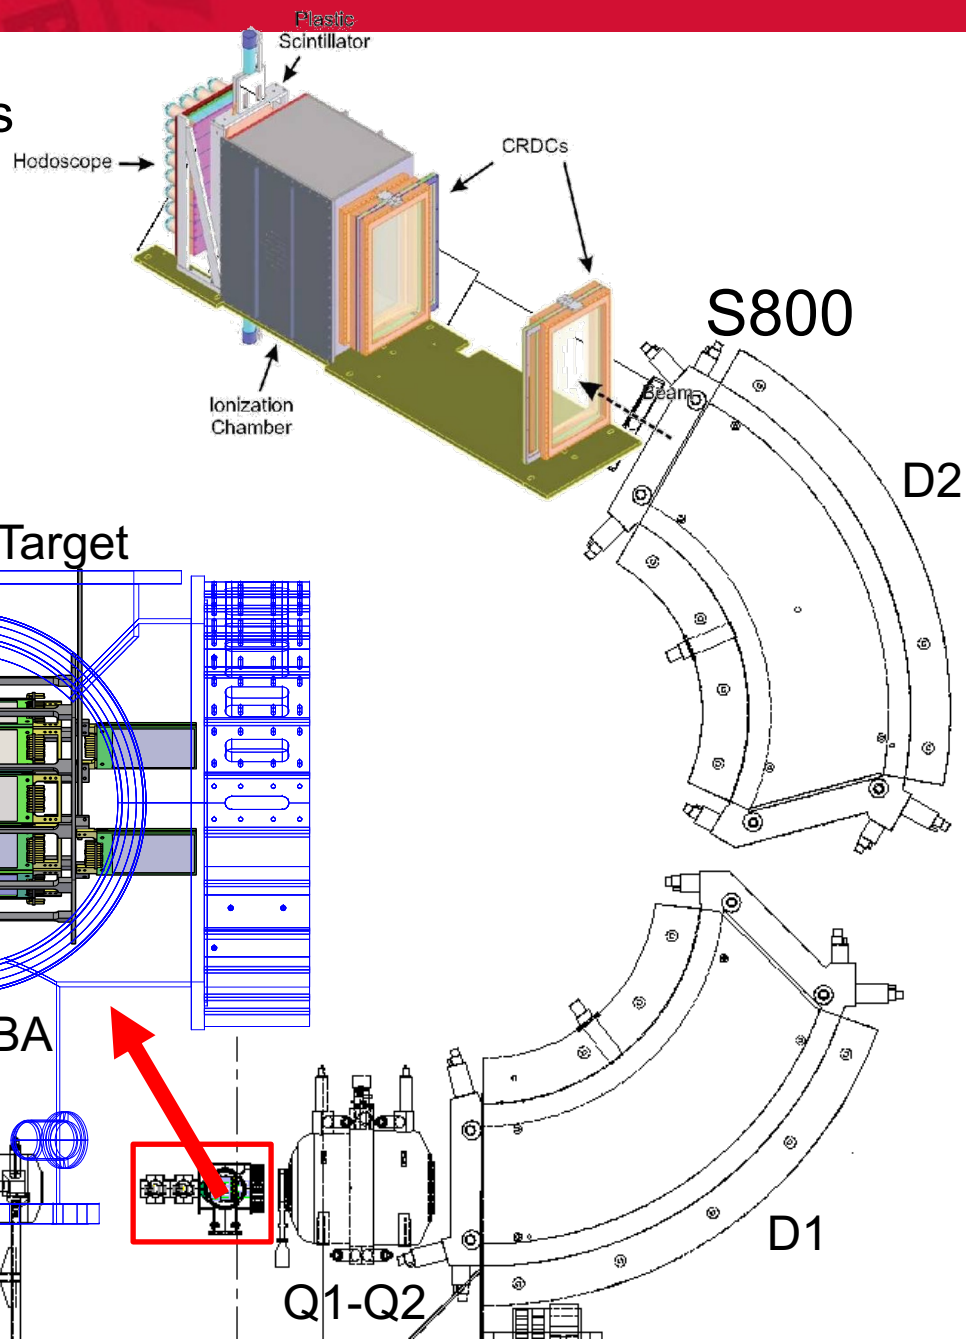 Plastic
Scintillator
s
Hodoscope
CRDCs
S800
Beam
Ionization
Chamber
D2
Target
BA
D1
Q1-Q2